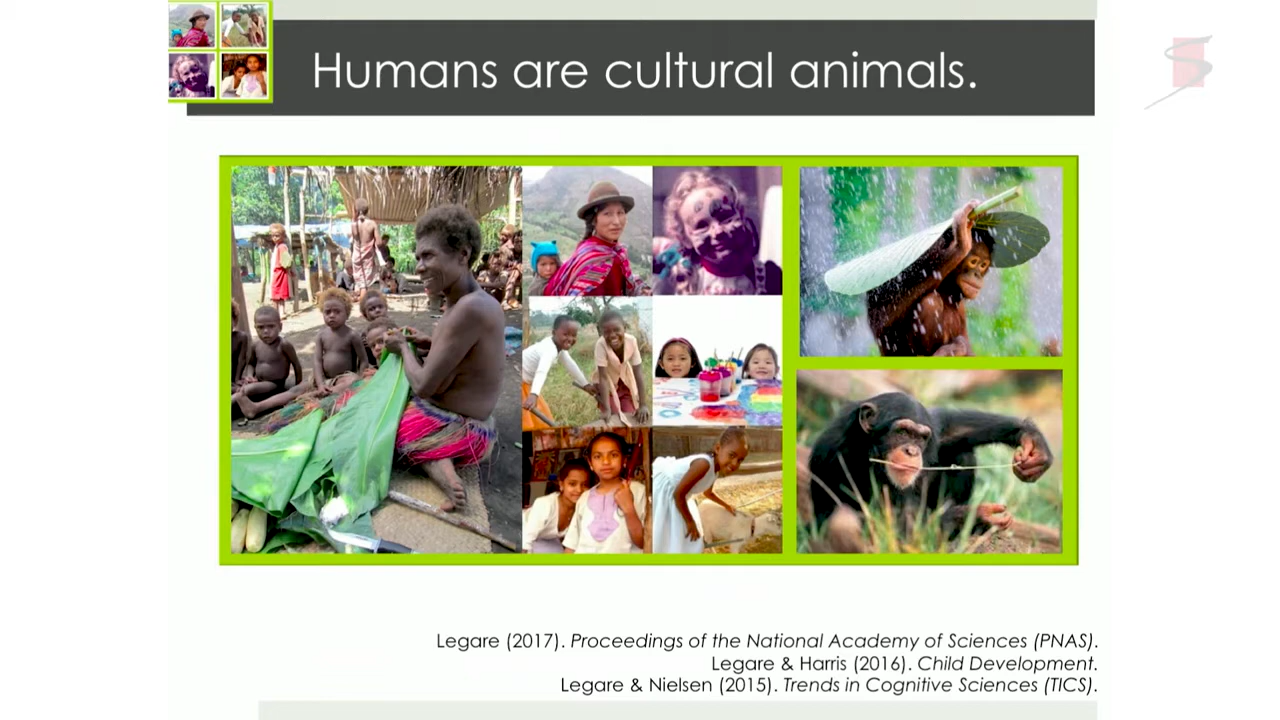 Humans are cultural animals.
Legare (2017). Proceedings of the National Academy of Sciences (PNAS).
Legare & Harris (2016). Child Development.
Legare & Nielsen (2015). Trends in Cognitive Sciences (TICS).